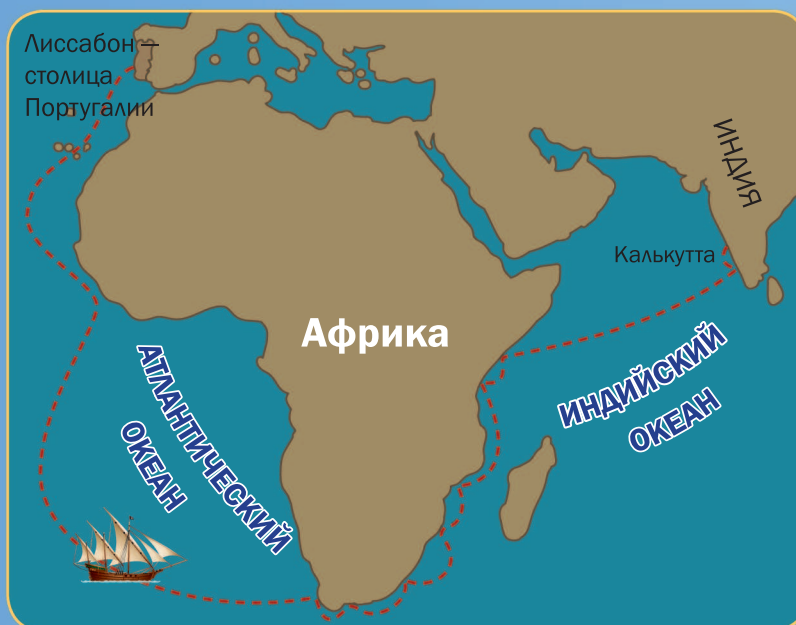 Лиссабон —
столица
Португалии
ИНДИЯ
Калькутта
Африка
АТЛАНТИЧЕСКИЙ
ОКЕАН
ИНДИЙСКИЙ
ОКЕАН